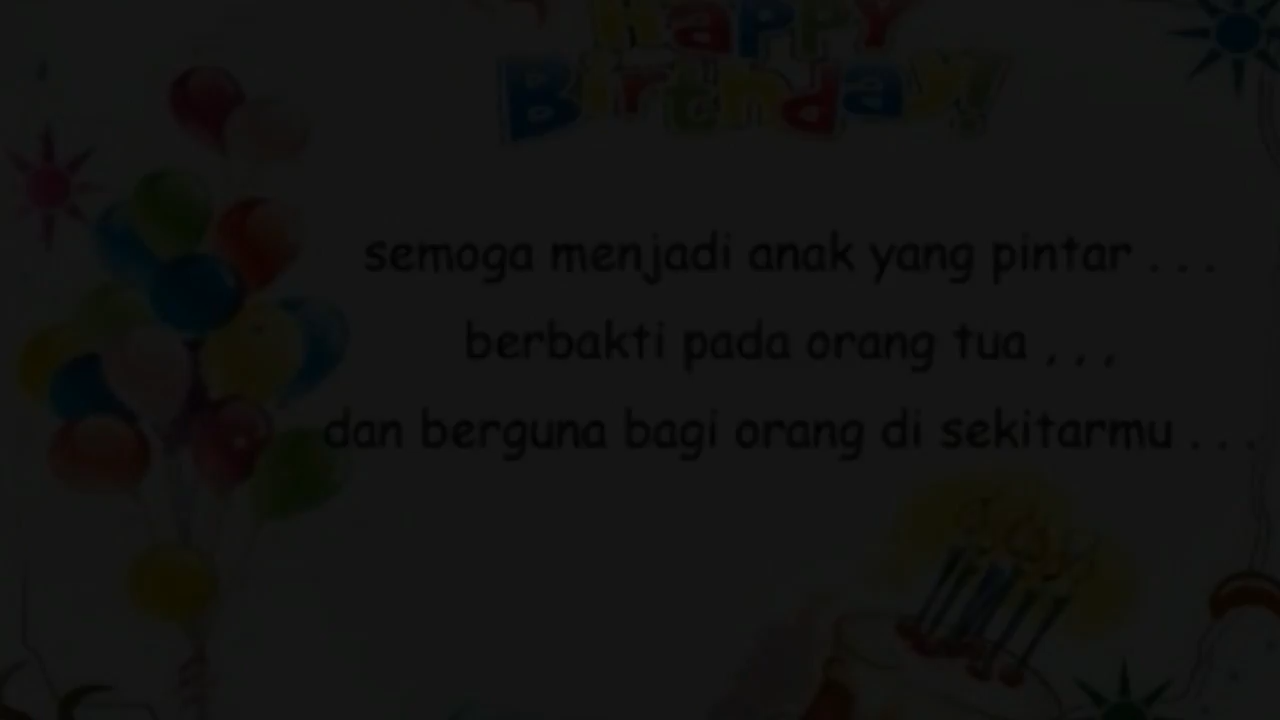 Happy
Birthday!
semoga menjadi anak yang pintar . . .
berbakti pada orang tua , , ,
dan berguna bagi orang di sekitarmu . . .